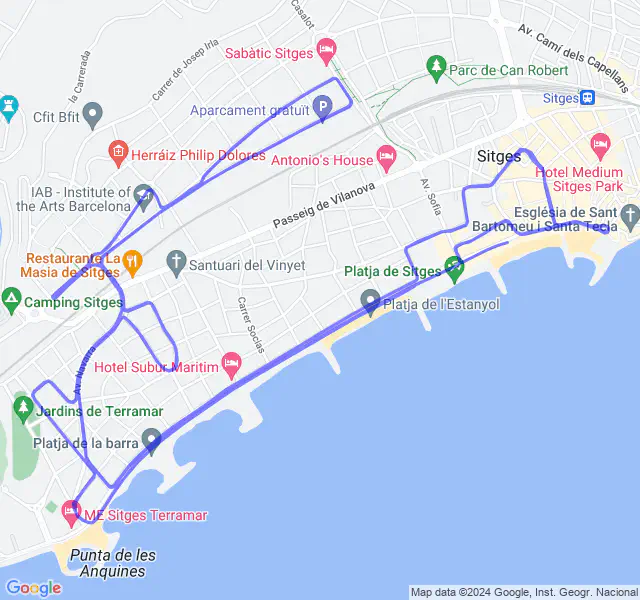 Casalot
Av. Camí dels Capellans
Carrer de Josep Irla
Sabàtic Sitges
la Carrerada
Parc de Can Robert
Sitges
Aparcament gratuït
P
Cfit Bfit
Herráiz Philip Dolores
Antonio's House
Sitges
Hotel Medium
Sitges Park
IAB - Institute of
the Arts Barcelona
Av. Sofia
Passeig de Vilanova
Església de Sant
Bartomeu i Santa Tecla
Restaurante La
Masia de Sitges
Santuari del Vinyet
Platja de Sitges
Camping Sitges
Platja de l'Estanyol
Carrer Socias
Av. Navarra
Hotel Subur Maritim
Jardins de Terramar
Platja de la barra
ME Sitges Terramar
Punta de les
Anquines
Google
Map data ©2024 Google, Inst. Geogr. Nacional